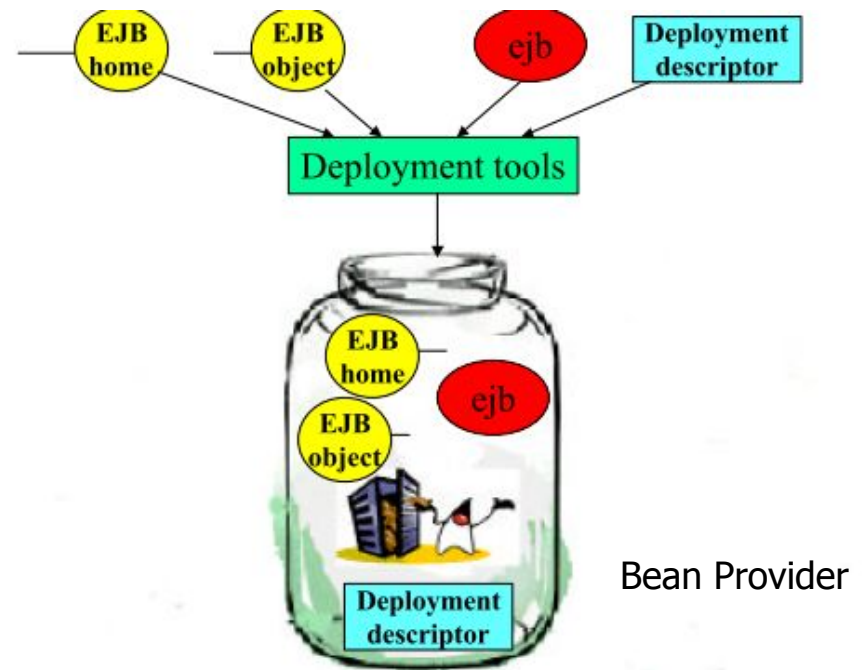 EJB
home
EJB
object
ejb
Deployment
descriptor
Deployment tools
EJB
home
ejb
EJB
object
Bean Provider
Deployment
descriptor